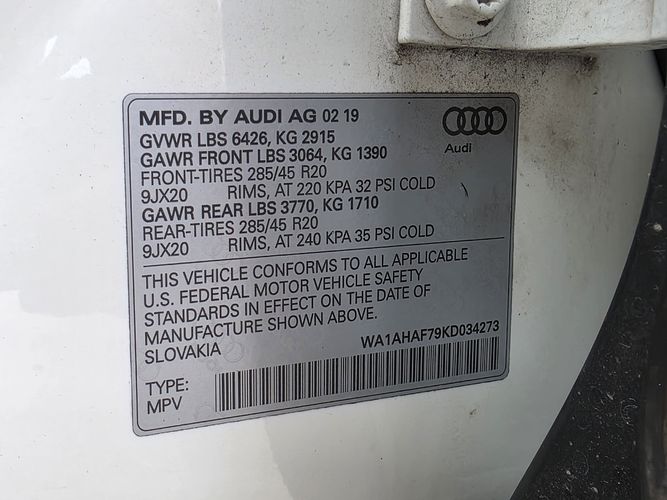 MFD. BY AUDI AG 02 19
Audi
GVWR LBS 6426, KG 2915
GAWR FRONT LBS 3064, KG 1390
FRONT-TIRES 285/45 R20
9JX20 RIMS, AT 220 KPA 32 PSI COLD
GAWR REAR LBS 3770, KG 1710
REAR-TIRES 285/45 R20
9JX20 RIMS, AT 240 KPA 35 PSI COLD
THIS VEHICLE CONFORMS TO ALL APPLICABLE
U.S. FEDERAL MOTOR VEHICLE SAFETY
STANDARDS IN EFFECT ON THE DATE OF
MANUFACTURE SHOWN ABOVE.
SLOVAKIA
WA1AHAF79KD034273
TYPE:
MPV